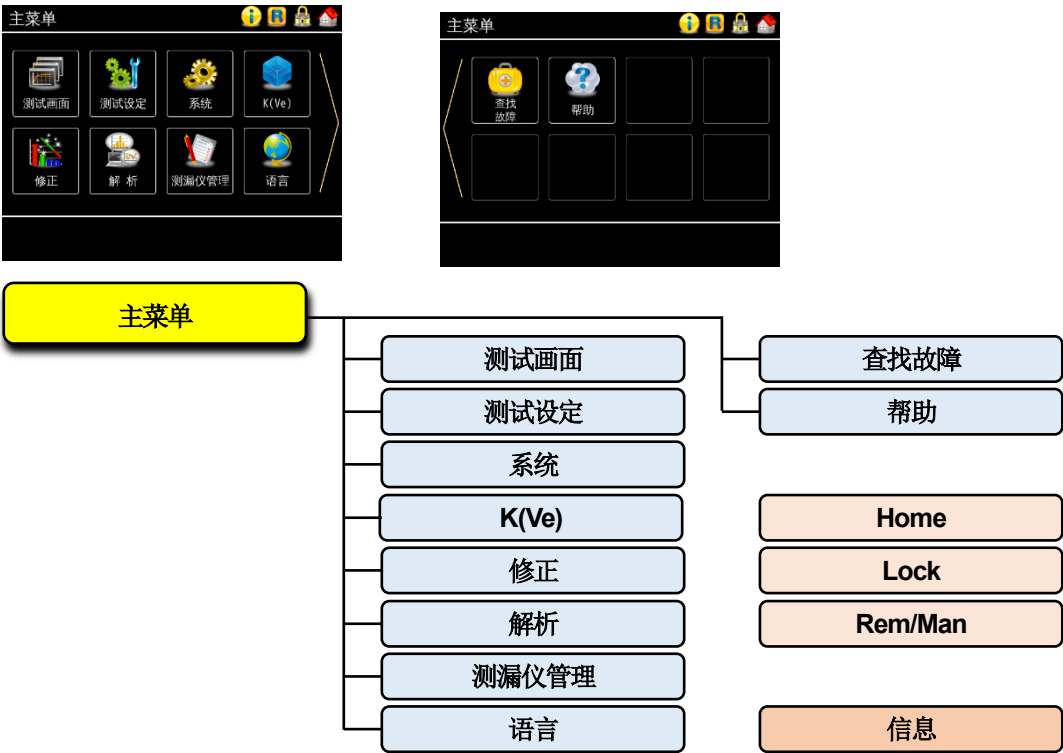 主菜单
R
测试画面
测试设定
系统
K(Ve)
修正
解 析
测漏仪管理
语言
主菜单
R
查找
故障
帮助
主菜单
测试画面
查找故障
测试设定
帮助
系统
K(Ve)
Home
修正
Lock
解析
Rem/Man
测漏仪管理
语言
信息